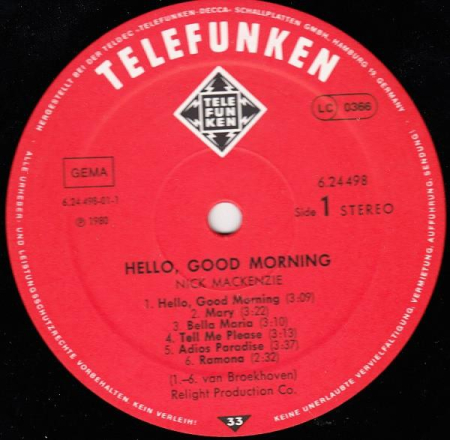 HERGESTELLT BEI DER TELDEC »TELEFUNKEN-DECCA« SCHALLPLATTEN GMBH, HAMBURG 19, GERMANY
TELEFUNKEN
TELE
FUN
KEN
LC 0366
GEMA
6.24498-01-1
℗ 1980
6.24498
Side 1 STEREO
HELLO, GOOD MORNING
NICK MACKENZIE
1. Hello, Good Morning (3:09)
2. Mary (3:22)
3. Bella Maria (3:10)
4. Tell Me Please (3:13)
5. Adios Paradise (3:37)
6. Ramona (2:32)
(1.–6. van Broekhoven)
Relight Production Co.
· ALLE URHEBER- UND LEISTUNGSSCHUTZRECHTE VORBEHALTEN. KEIN VERLEIH!
KEINE UNERLAUBTE VERVIELFÄLTIGUNG, VERMIETUNG, AUFFÜHRUNG, SENDUNG! ·
33